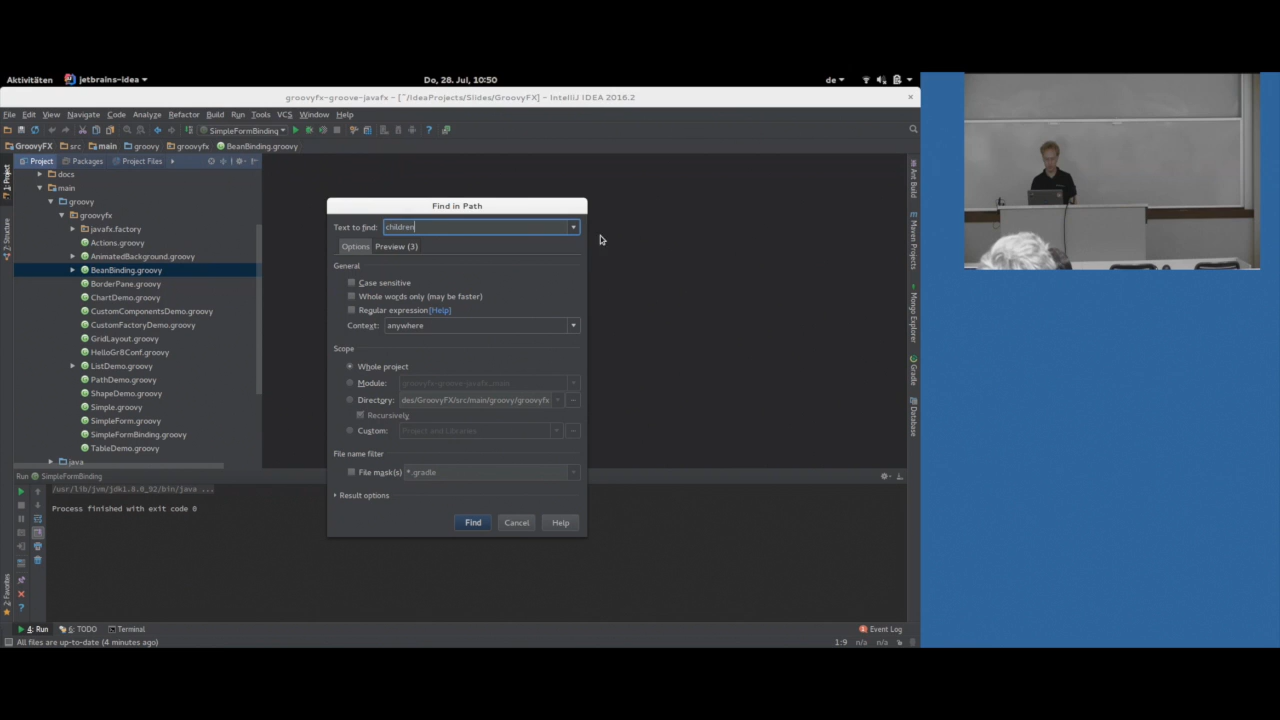 Aktivitäten jetbrains-idea Do, 28. Jul, 10:50 de
groovyfx-groove-javafx - [~/IdeaProjects/Slides/GroovyFX] - IntelliJ IDEA 2016.2
File Edit View Navigate Code Analyze Refactor Build Run Tools VCS Window Help
SimpleFormBinding
GroovyFX src main groovy groovyfx BeanBinding.groovy
Project Packages Project Files
docs
main
groovy
groovyfx
javafx.factory
Actions.groovy
AnimatedBackground.groovy
BeanBinding.groovy
BorderPane.groovy
ChartDemo.groovy
CustomComponentsDemo.groovy
CustomFactoryDemo.groovy
GridLayout.groovy
HelloGr8Conf.groovy
ListDemo.groovy
PathDemo.groovy
ShapeDemo.groovy
Simple.groovy
SimpleForm.groovy
SimpleFormBinding.groovy
TableDemo.groovy
java
1: Project
Z: Structure
2: Favorites
Find in Path
Text to find: children
Options Preview (3)
General
Case sensitive
Whole words only (may be faster)
Regular expression [Help]
Context: anywhere
Scope
Whole project
Module:
Directory: des/GroovyFX/src/main/groovy/groovyfx ...
Recursively
Custom: Project and Libraries ...
File name filter
File mask(s) *.gradle
Result options
Find Cancel Help
Ant Build
Maven Projects
Mongo Explorer
Gradle
Database
Run SimpleFormBinding
/usr/lib/jvm/jdk1.8.0_92/bin/java ...
Process finished with exit code 0
4: Run 6: TODO Terminal Event Log
All files are up-to-date (4 minutes ago) 1:9 n/a n/a